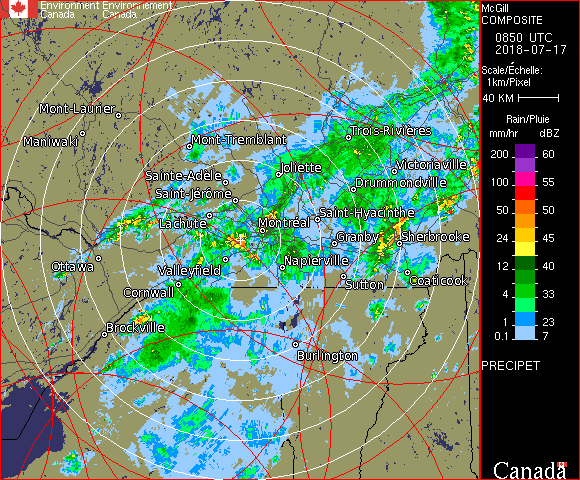 Environment Environnement
Canada Canada
McGill
COMPOSITE
0850 UTC
2018-07-17
Scale/Échelle:
1km/Pixel
40 KM
Rain/Pluie
mm/hr dBZ
200 60
100 55
50 50
24 45
12 40
4 33
1 23
0.1 7
PRECIPET
Canada
Mont-Laurier
Maniwaki
Mont-Tremblant
Trois-Rivières
Sainte-Adèle
Joliette
Victoriaville
Saint-Jérôme
Drummondville
Lachute
Montréal
Saint-Hyacinthe
Granby
Sherbrooke
Ottawa
Valleyfield
Napierville
Cornwall
Sutton
Coaticook
Brockville
Burlington